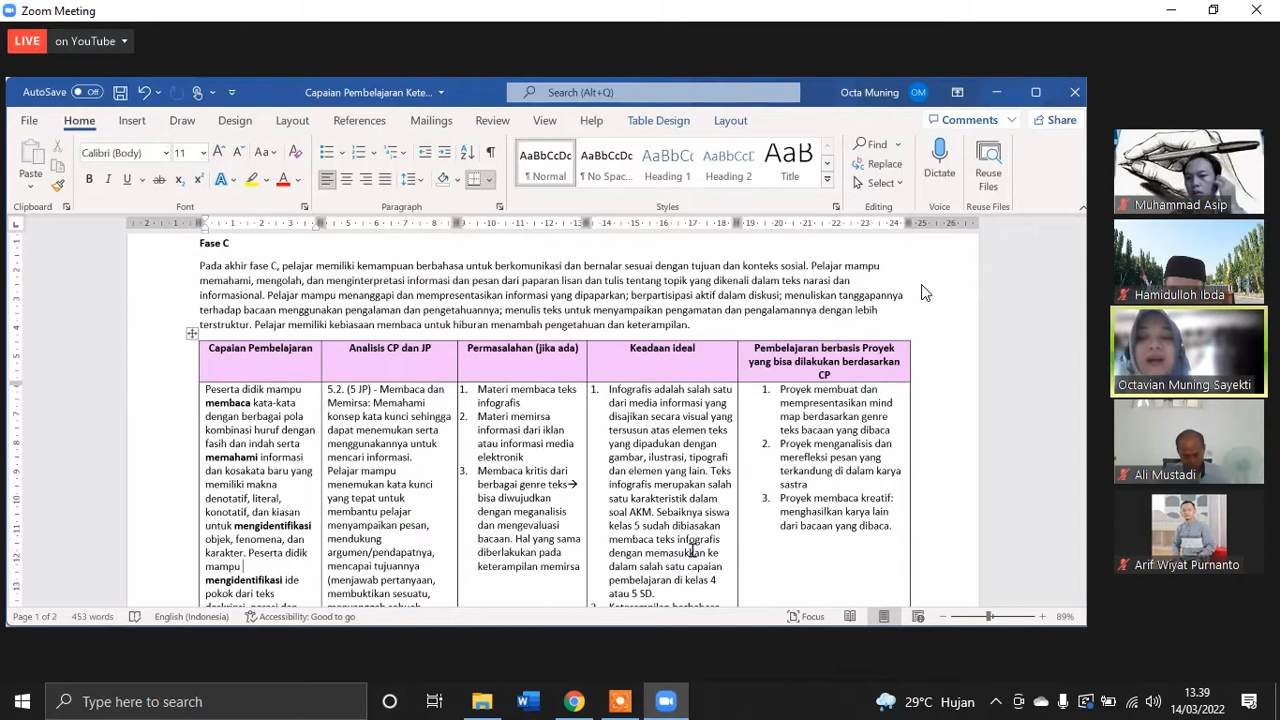 Zoom Meeting
LIVE on YouTube
AutoSave Off
Capaian Pembelajaran Kete...
Search (Alt+Q)
Octa Muning OM
File Home Insert Draw Design Layout References Mailings Review View Help Table Design Layout
Comments Share
Paste
Clipboard
Calibri (Body) 11
Font
Paragraph
AaBbCcDc AaBbCcDc AaBbCc AaBbCcC AaB
¶ Normal ¶ No Spac... Heading 1 Heading 2 Title
Styles
Find
Replace
Select
Editing
Dictate
Voice
Reuse
Files
Reuse Files
Fase C
Pada akhir fase C, pelajar memiliki kemampuan berbahasa untuk berkomunikasi dan bernalar sesuai dengan tujuan dan konteks sosial. Pelajar mampu
memahami, mengolah, dan menginterpretasi informasi dan pesan dari paparan lisan dan tulis tentang topik yang dikenali dalam teks narasi dan
informasional. Pelajar mampu menanggapi dan mempresentasikan informasi yang dipaparkan; berpartisipasi aktif dalam diskusi; menuliskan tanggapannya
terhadap bacaan menggunakan pengalaman dan pengetahuannya; menulis teks untuk menyampaikan pengamatan dan pengalamannya dengan lebih
terstruktur. Pelajar memiliki kebiasaan membaca untuk hiburan menambah pengetahuan dan keterampilan.
Capaian Pembelajaran
Analisis CP dan JP
Permasalahan (jika ada)
Keadaan ideal
Pembelajaran berbasis Proyek
yang bisa dilakukan berdasarkan
CP
Peserta didik mampu
membaca kata-kata
dengan berbagai pola
kombinasi huruf dengan
fasih dan indah serta
memahami informasi
dan kosakata baru yang
memiliki makna
denotatif, literal,
konotatif, dan kiasan
untuk mengidentifikasi
objek, fenomena, dan
karakter. Peserta didik
mampu
mengidentifikasi ide
pokok dari teks
5.2. (5 JP) - Membaca dan
Memirsa: Memahami
konsep kata kunci sehingga
dapat menemukan serta
menggunakannya untuk
mencari informasi.
Pelajar mampu
menemukan kata kunci
yang tepat untuk
membantu pelajar
menyampaikan pesan,
mendukung
argumen/pendapatnya,
mencapai tujuannya
(menjawab pertanyaan,
membuktikan sesuatu,
1. Materi membaca teks
infografis
2. Materi memirsa
informasi dari iklan
atau informasi media
elektronik
3. Membaca kritis dari
berbagai genre teks→
bisa diwujudkan
dengan meganalisis
dan mengevaluasi
bacaan. Hal yang sama
diberlakukan pada
keterampilan memirsa
1. Infografis adalah salah satu
dari media informasi yang
disajikan secara visual yang
tersusun atas elemen teks
yang dipadukan dengan
gambar, ilustrasi, tipografi
dan elemen yang lain. Teks
infografis merupakan salah
satu karakteristik dalam
soal AKM. Sebaiknya siswa
kelas 5 sudah dibiasakan
membaca teks infografis
dengan memasukkan ke
dalam salah satu capaian
pembelajaran di kelas 4
atau 5 SD.
2. Keterampilan berbahasa
1. Proyek membuat dan
mempresentasikan mind
map berdasarkan genre
teks bacaan yang dibaca
2. Proyek menganalisis dan
merefleksi pesan yang
terkandung di dalam karya
sastra
3. Proyek membaca kreatif:
menghasilkan karya lain
dari bacaan yang dibaca.
Page 1 of 2 453 words English (Indonesia) Accessibility: Good to go
Focus 89%
Muhammad Asip
Hamidulloh Ibda
Octavian Muning Sayekti
Ali Mustadi
Arif Wiyat Purnanto
Type here to search
29°C Hujan
13.39
14/03/2022